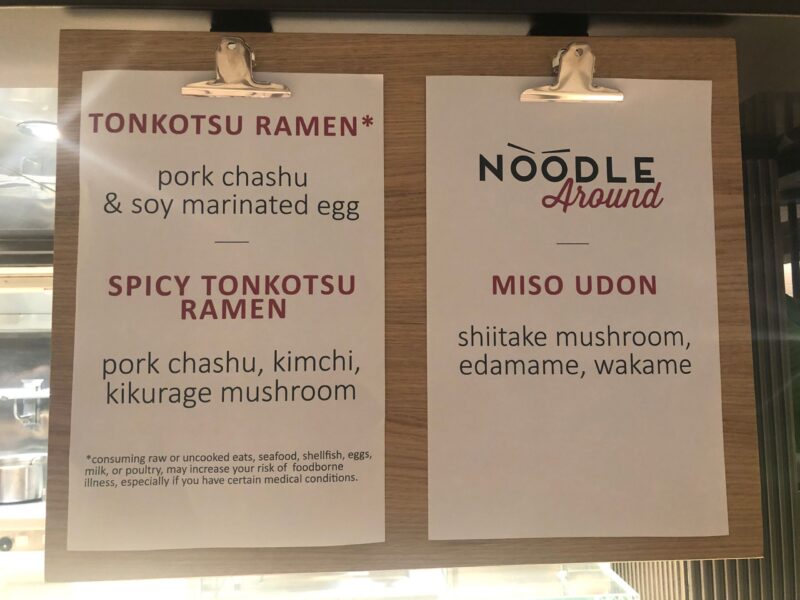 TONKOTSU RAMEN*
pork chashu
& soy marinated egg
SPICY TONKOTSU
RAMEN
pork chashu, kimchi,
kikurage mushroom
*consuming raw or uncooked eats, seafood, shellfish, eggs,
milk, or poultry, may increase your risk of foodborne
illness, especially if you have certain medical conditions.
NOODLE
Around
MISO UDON
shiitake mushroom,
edamame, wakame